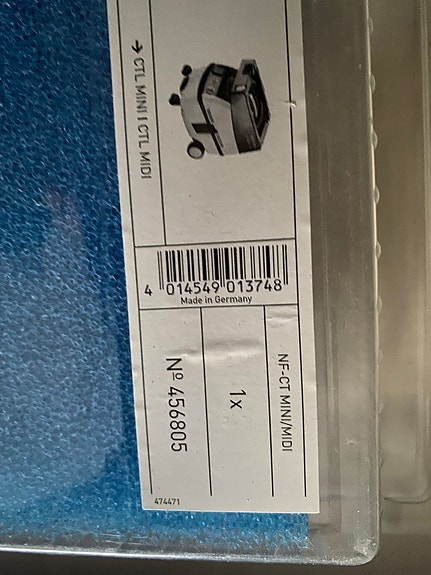 → CTL MINI I CTL MIDI
4 014549 013748
Made in Germany
NF-CT MINI/MIDI
1x
Nº 456805
474471